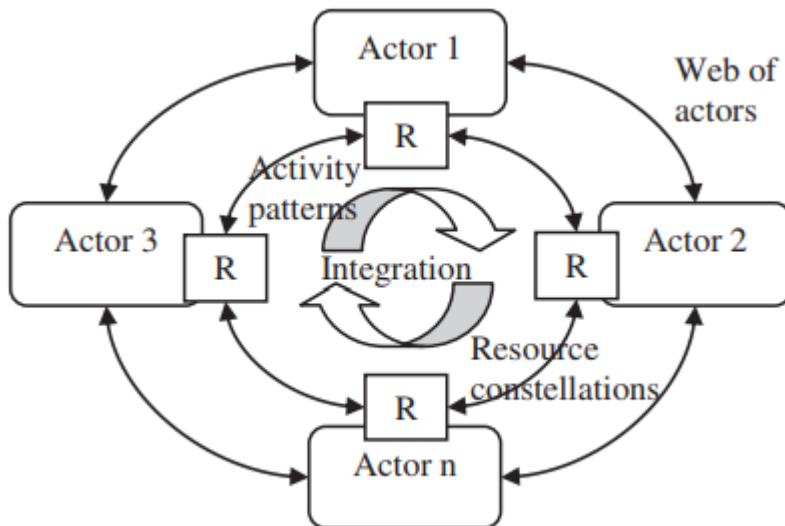 Actor 1
Web of
actors
R
Activity
patterns
Actor 3
R
Integration
R
Actor 2
Resource
constellations
R
Actor n